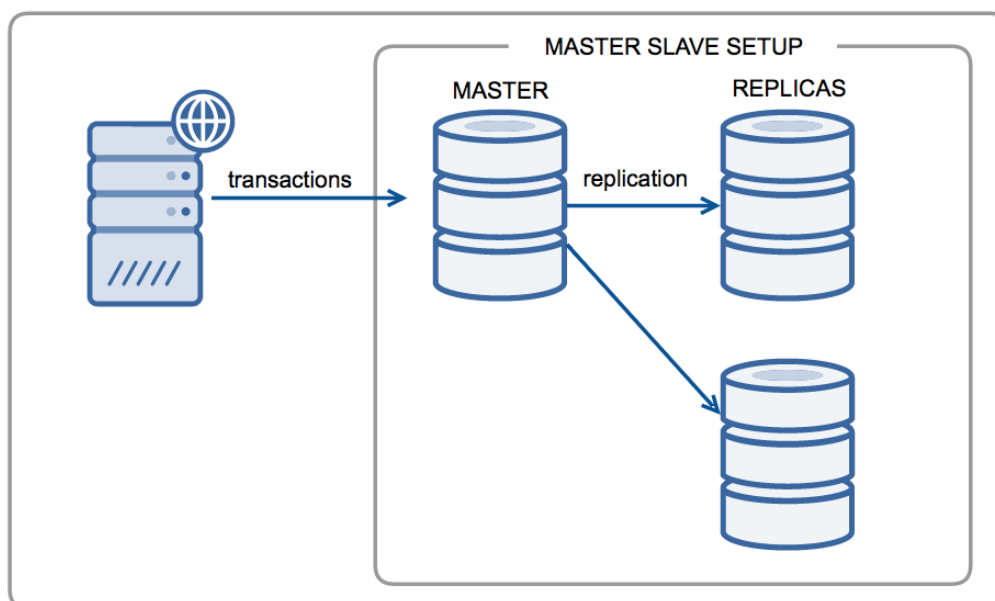 MASTER SLAVE SETUP
MASTER
REPLICAS
transactions
replication